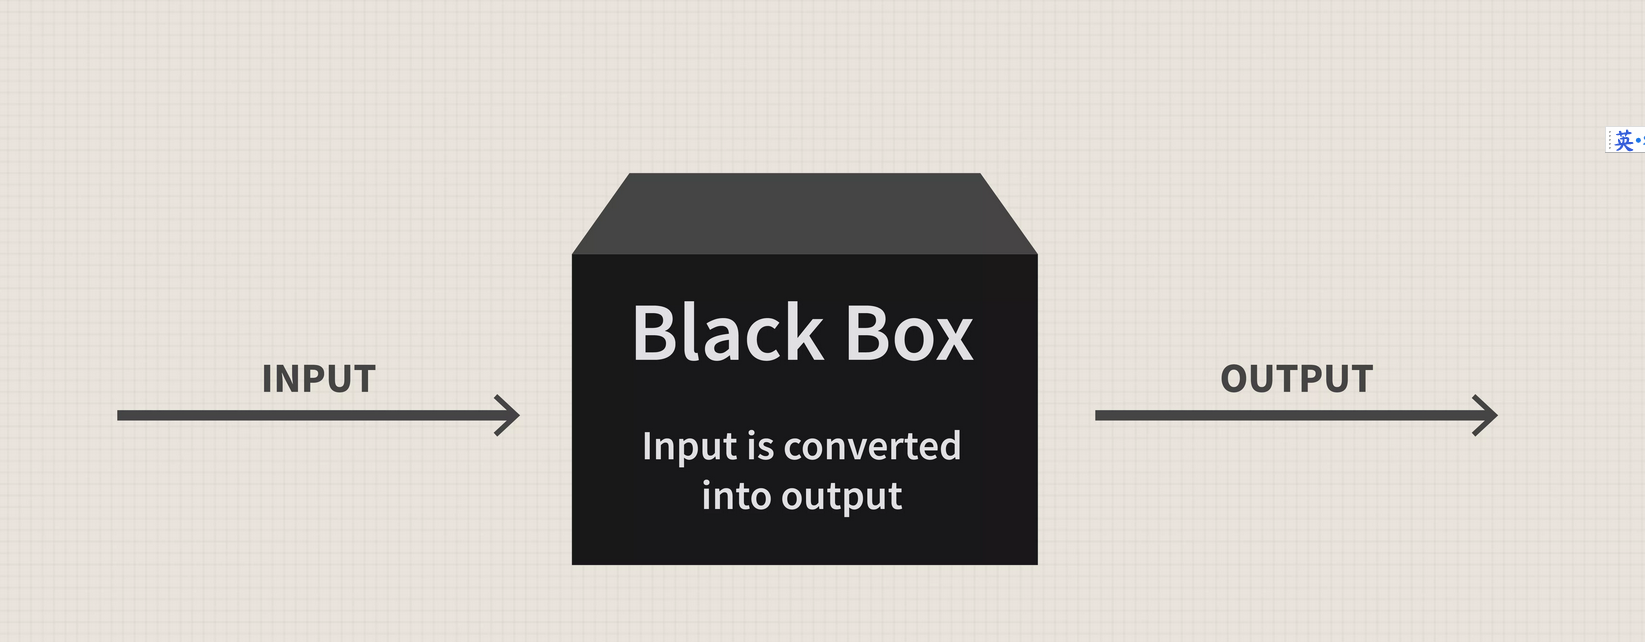 英
Black Box
INPUT
OUTPUT
Input is converted
into output